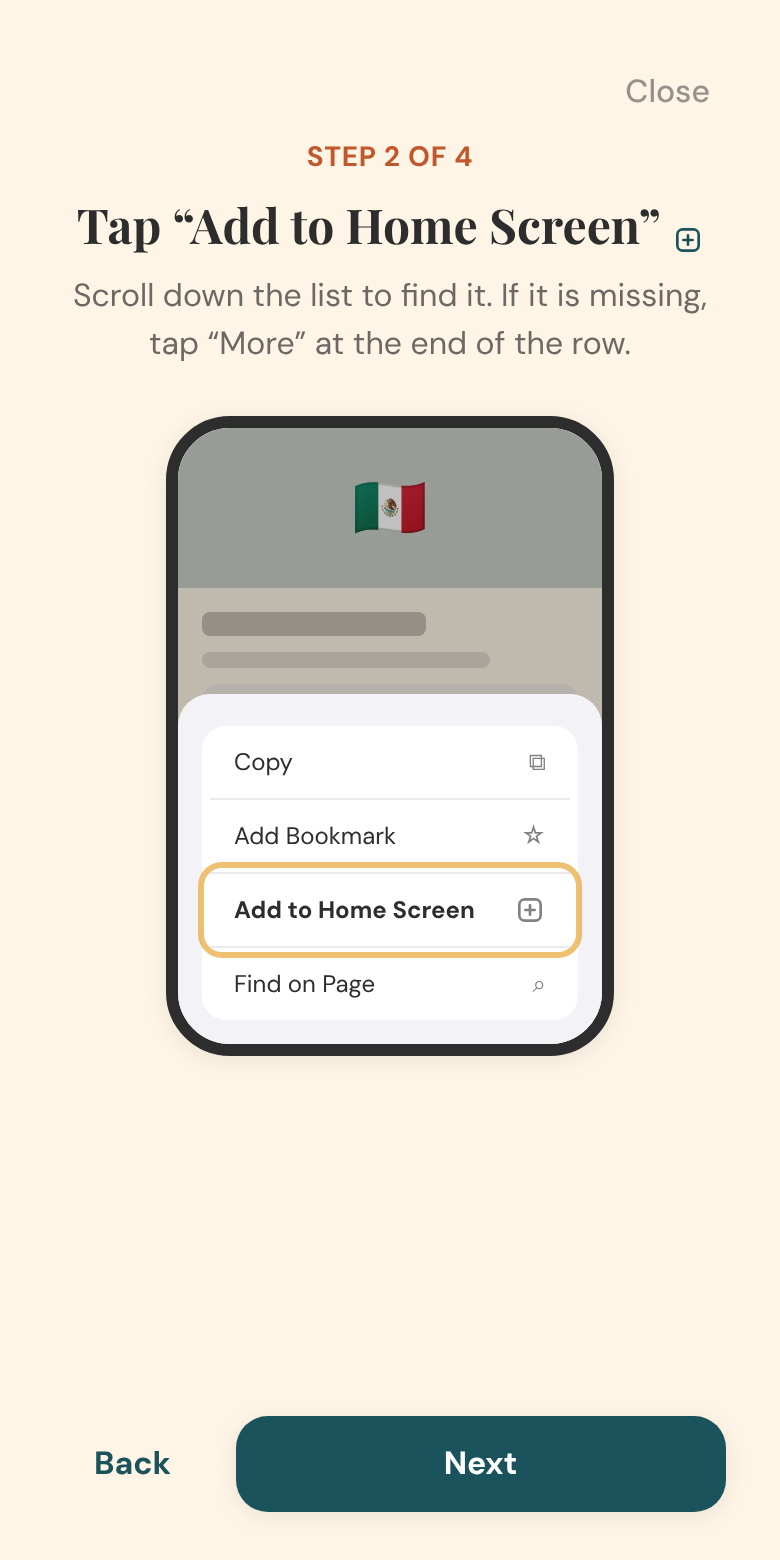 Close
STEP 2 OF 4
Tap “Add to Home Screen”
Scroll down the list to find it. If it is missing,
tap “More” at the end of the row.
Copy
Add Bookmark
Add to Home Screen
Find on Page
Back
Next